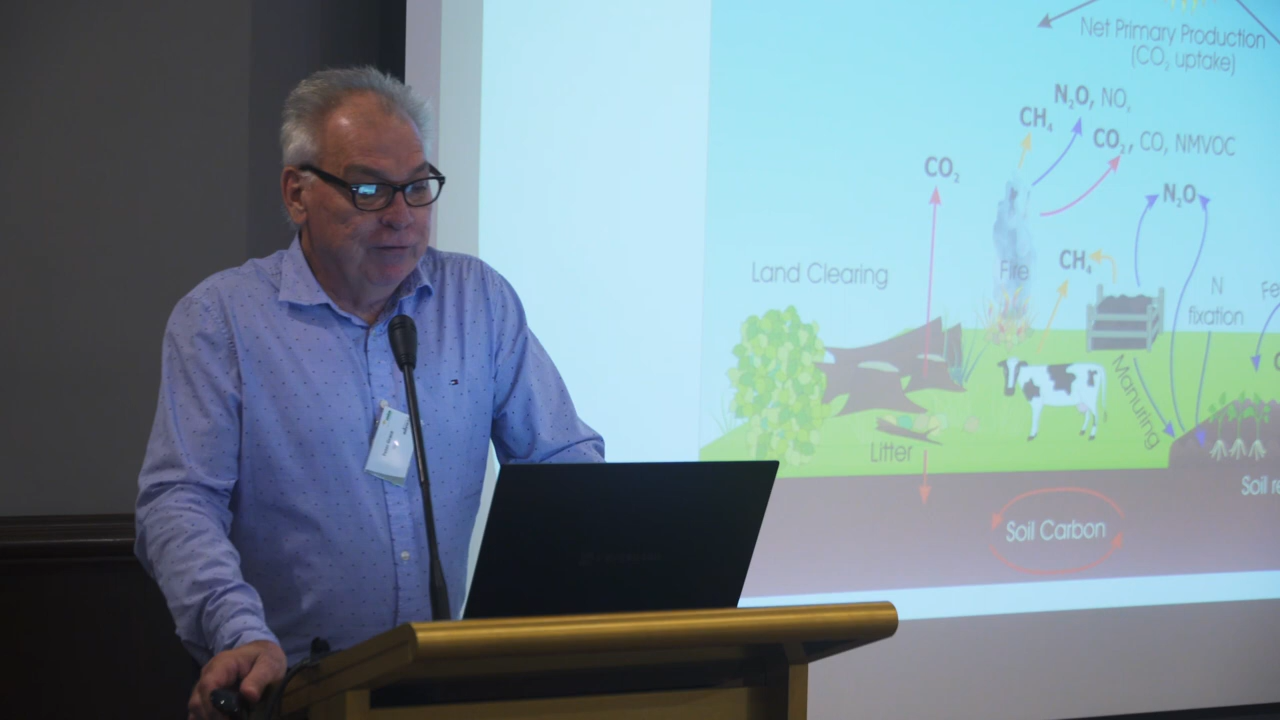 Net Primary Production
(CO₂ uptake)
N₂O, NOₓ
CH₄
CO₂, CO, NMVOC
CO₂
N₂O
CH₄
Land Clearing
Fire
N
fixation
Manuring
Litter
Soil Carbon